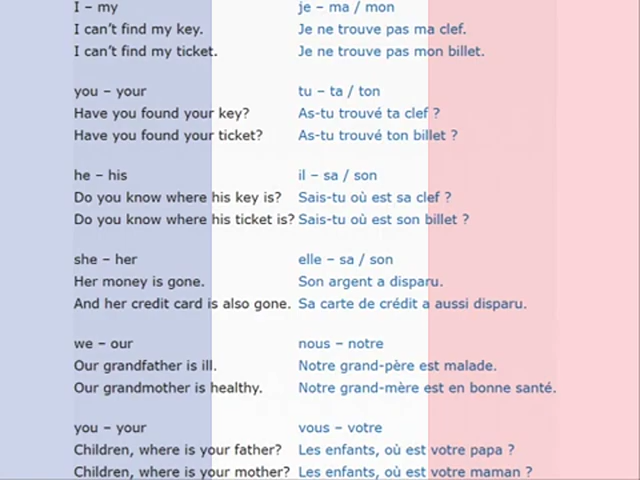 I – my je – ma / mon
I can't find my key. Je ne trouve pas ma clef.
I can't find my ticket. Je ne trouve pas mon billet.
you – your tu – ta / ton
Have you found your key? As-tu trouvé ta clef ?
Have you found your ticket? As-tu trouvé ton billet ?
he – his il – sa / son
Do you know where his key is? Sais-tu où est sa clef ?
Do you know where his ticket is? Sais-tu où est son billet ?
she – her elle – sa / son
Her money is gone. Son argent a disparu.
And her credit card is also gone. Sa carte de crédit a aussi disparu.
we – our nous – notre
Our grandfather is ill. Notre grand-père est malade.
Our grandmother is healthy. Notre grand-mère est en bonne santé.
you – your vous – votre
Children, where is your father? Les enfants, où est votre papa ?
Children, where is your mother? Les enfants, où est votre maman ?